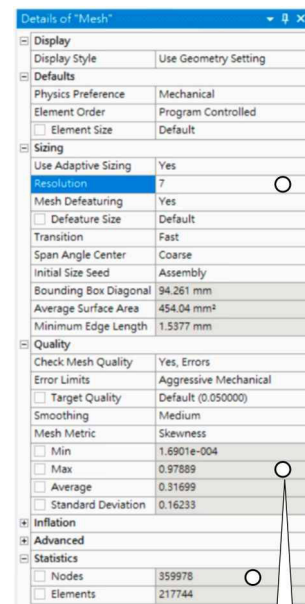 Details of "Mesh"
Display
Display Style Use Geometry Setting
Defaults
Physics Preference Mechanical
Element Order Program Controlled
Element Size Default
Sizing
Use Adaptive Sizing Yes
Resolution 7
Mesh Defeaturing Yes
Defeature Size Default
Transition Fast
Span Angle Center Coarse
Initial Size Seed Assembly
Bounding Box Diagonal 94.261 mm
Average Surface Area 454.04 mm²
Minimum Edge Length 1.5377 mm
Quality
Check Mesh Quality Yes, Errors
Error Limits Aggressive Mechanical
Target Quality Default (0.050000)
Smoothing Medium
Mesh Metric Skewness
Min 1.6901e-004
Max 0.97889
Average 0.31699
Standard Deviation 0.16233
Inflation
Advanced
Statistics
Nodes 359978
Elements 217744